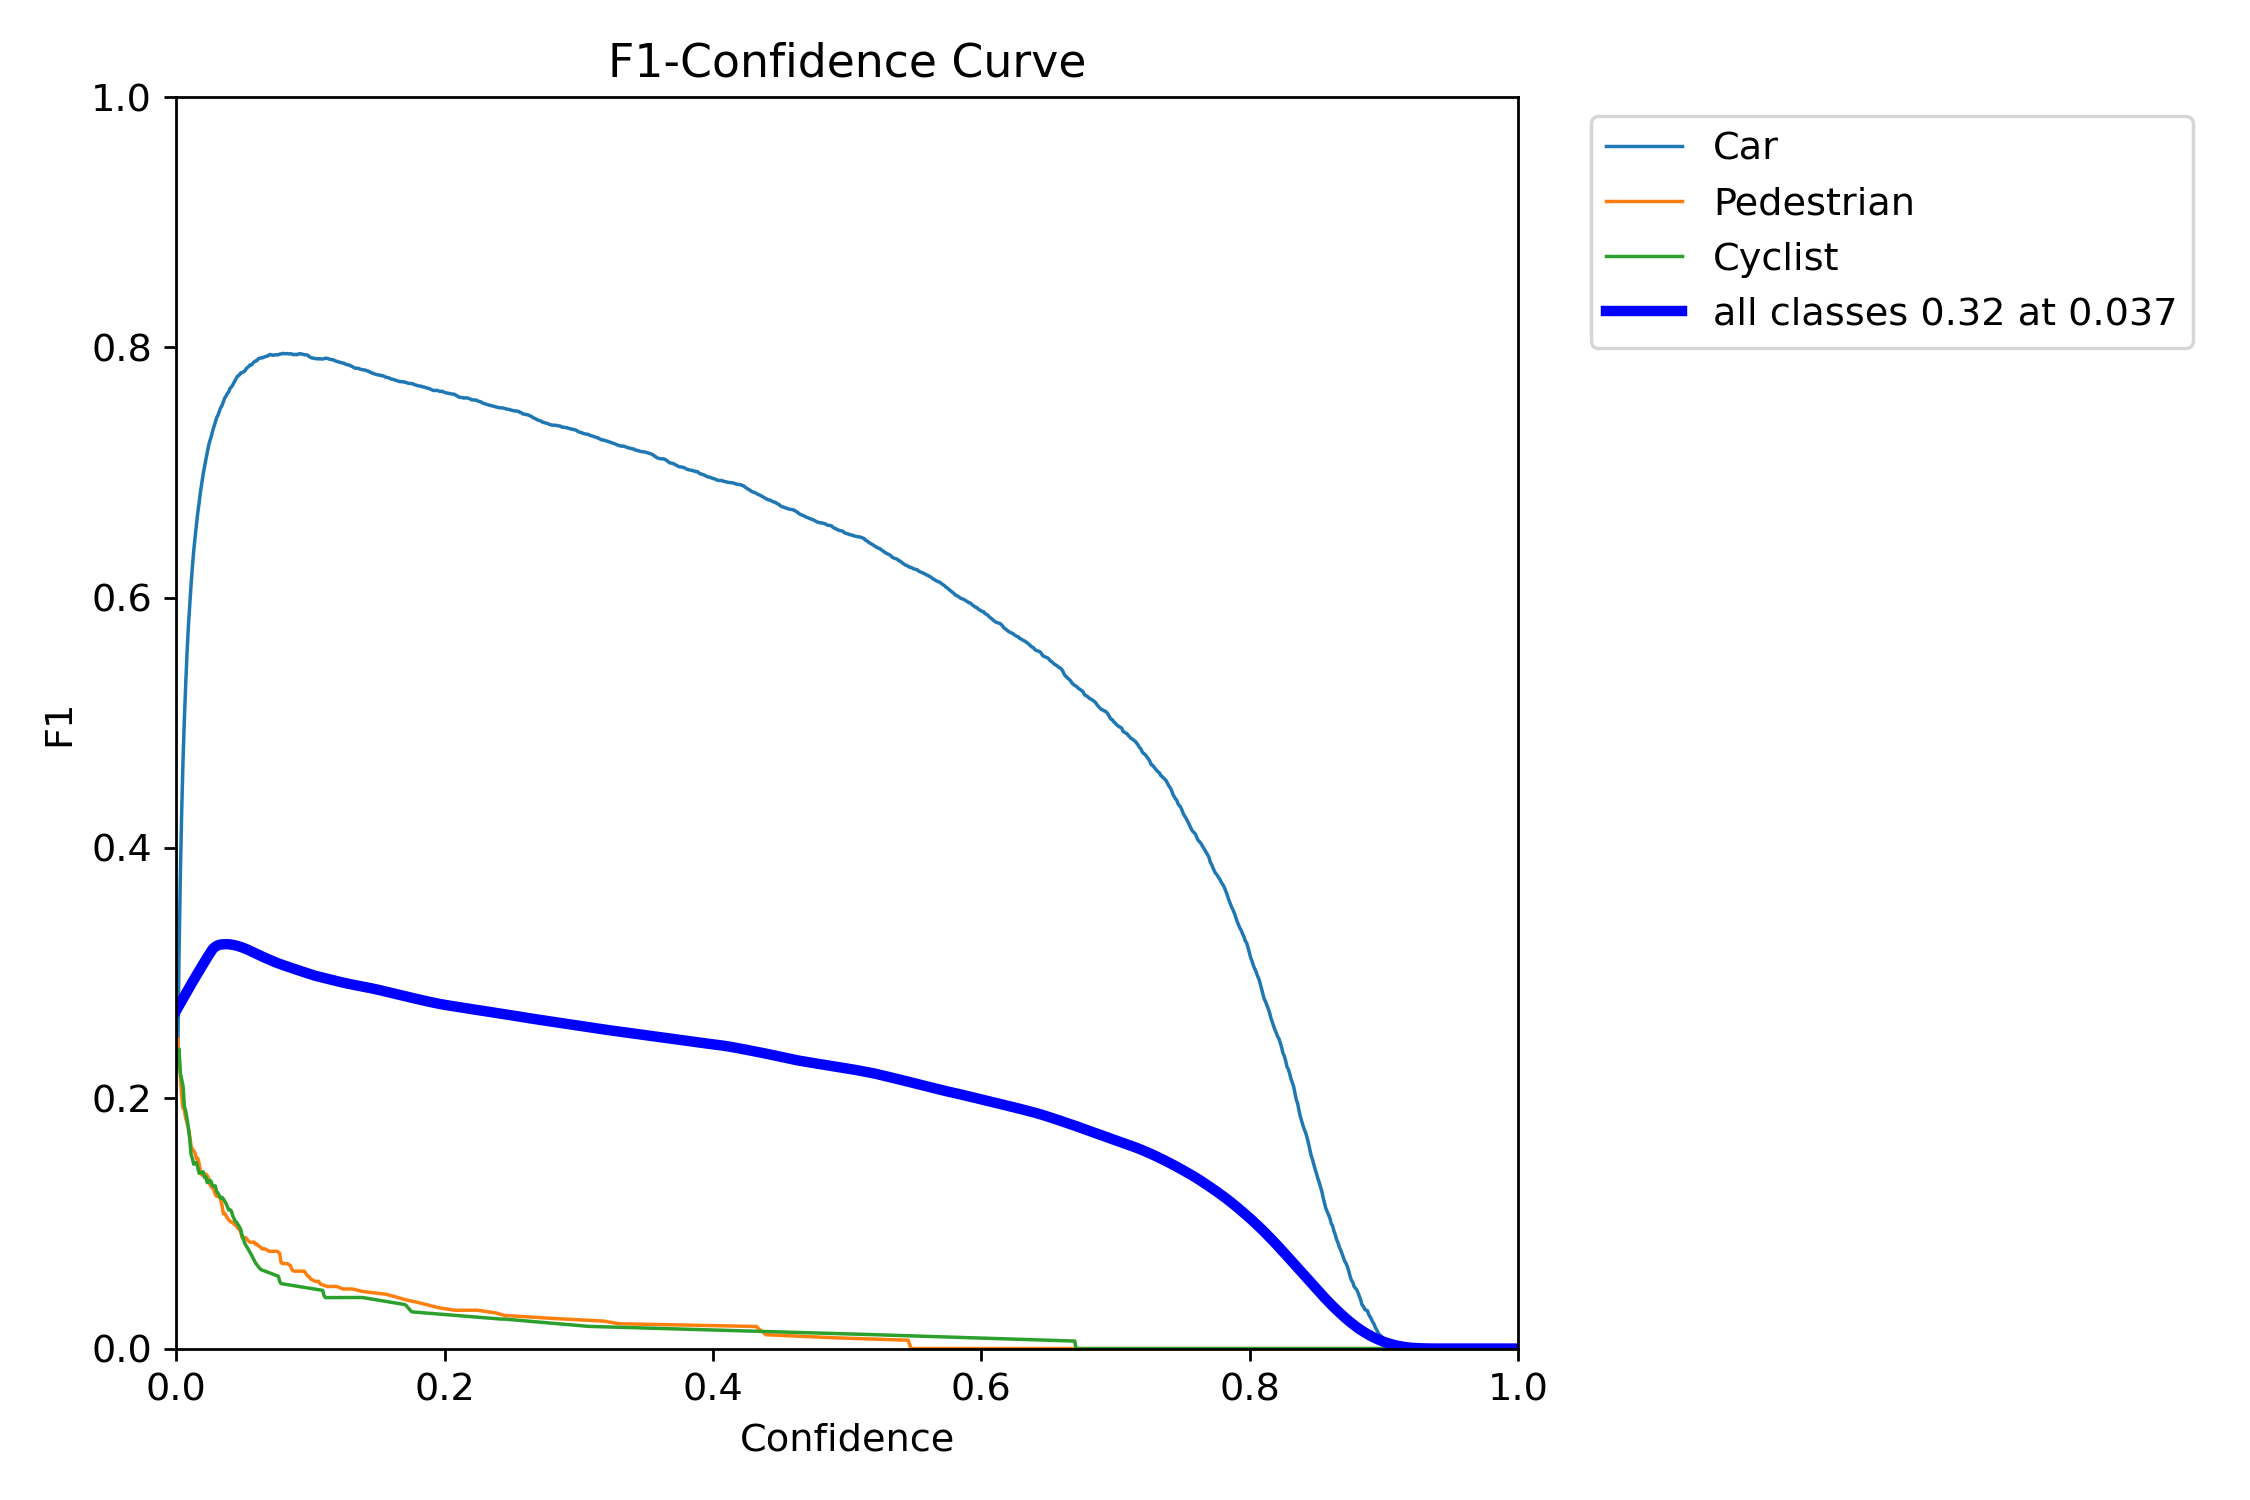 F1-Confidence Curve
1.0
0.8
0.6
0.4
0.2
0.0
F1
0.0 0.2 0.4 0.6 0.8 1.0
Confidence
Car
Pedestrian
Cyclist
all classes 0.32 at 0.037